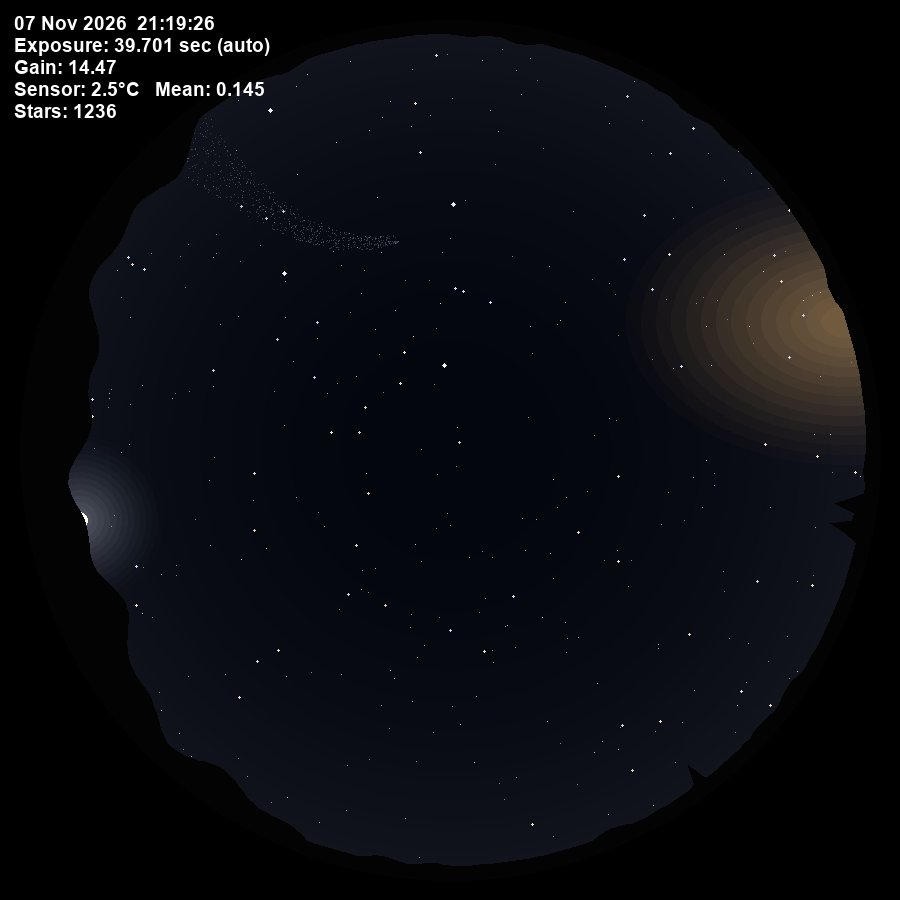 07 Nov 2026 21:19:26
Exposure: 39.701 sec (auto)
Gain: 14.47
Sensor: 2.5°C Mean: 0.145
Stars: 1236